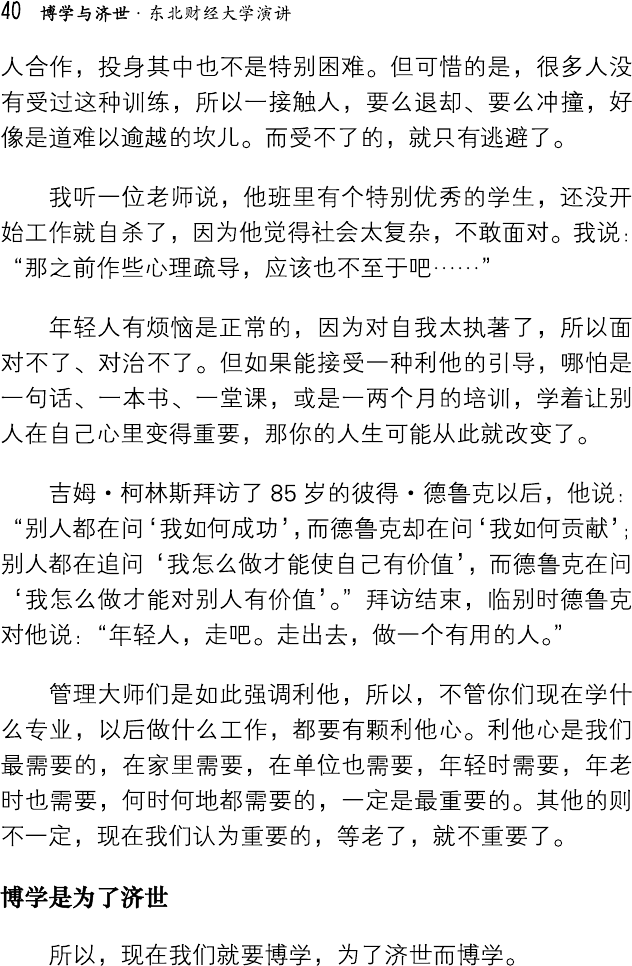 40 博学与济世·东北财经大学演讲
人合作，投身其中也不是特别困难。但可惜的是，很多人没
有受过这种训练，所以一接触人，要么退却、要么冲撞，好
像是道难以逾越的坎儿。而受不了的，就只有逃避了。
我听一位老师说，他班里有个特别优秀的学生，还没开
始工作就自杀了，因为他觉得社会太复杂，不敢面对。我说：
“那之前作些心理疏导，应该也不至于吧……”
年轻人有烦恼是正常的，因为对自我太执著了，所以面
对不了、对治不了。但如果能接受一种利他的引导，哪怕是
一句话、一本书、一堂课，或是一两个月的培训，学着让别
人在自己心里变得重要，那你的人生可能从此就改变了。
吉姆·柯林斯拜访了 85 岁的彼得·德鲁克以后，他说：
“别人都在问‘我如何成功’，而德鲁克却在问‘我如何贡献’；
别人都在追问‘我怎么做才能使自己有价值’，而德鲁克在问
‘我怎么做才能对别人有价值’。”拜访结束，临别时德鲁克
对他说：“年轻人，走吧。走出去，做一个有用的人。”
管理大师们是如此强调利他，所以，不管你们现在学什
么专业，以后做什么工作，都要有颗利他心。利他心是我们
最需要的，在家里需要，在单位也需要，年轻时需要，年老
时也需要，何时何地都需要的，一定是最重要的。其他的则
不一定，现在我们认为重要的，等老了，就不重要了。
博学是为了济世
所以，现在我们就要博学，为了济世而博学。